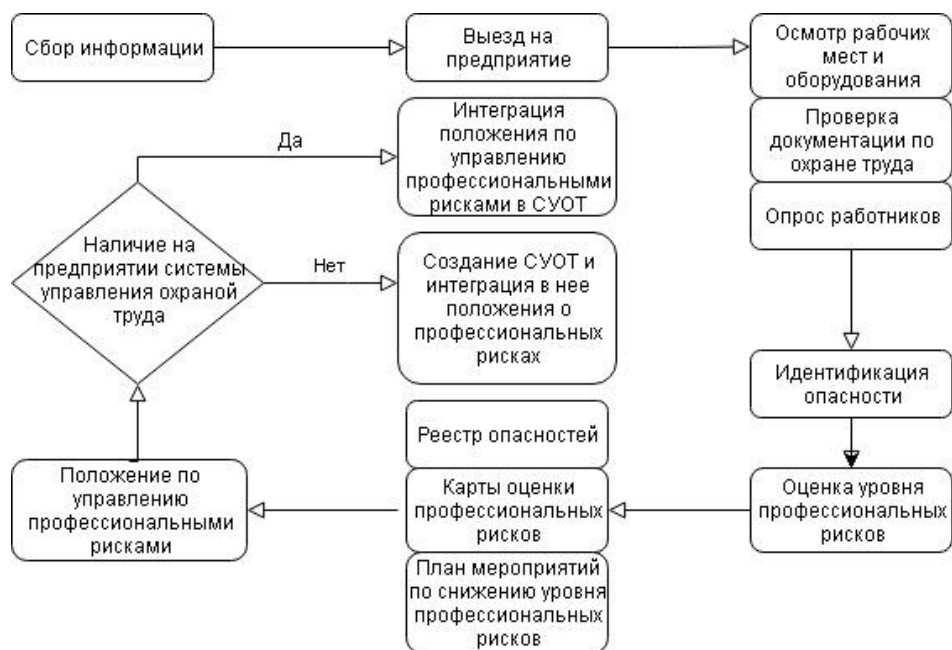 Сбор информации
Выезд на
предприятие
Осмотр рабочих
мест и
оборудования
Проверка
документации по
охране труда
Опрос работников
Идентификация
опасности
Оценка уровня
профессиональных
рисков
Реестр опасностей
Карты оценки
профессиональных
рисков
План мероприятий
по снижению уровня
профессиональных
рисков
Положение по
управлению
профессиональными
рисками
Наличие на
предприятии системы
управления охраной
труда
Да
Интеграция
положения по
управлению
профессиональными
рисками в СУОТ
Нет
Создание СУОТ и
интеграция в нее
положения о
профессиональных
рисках